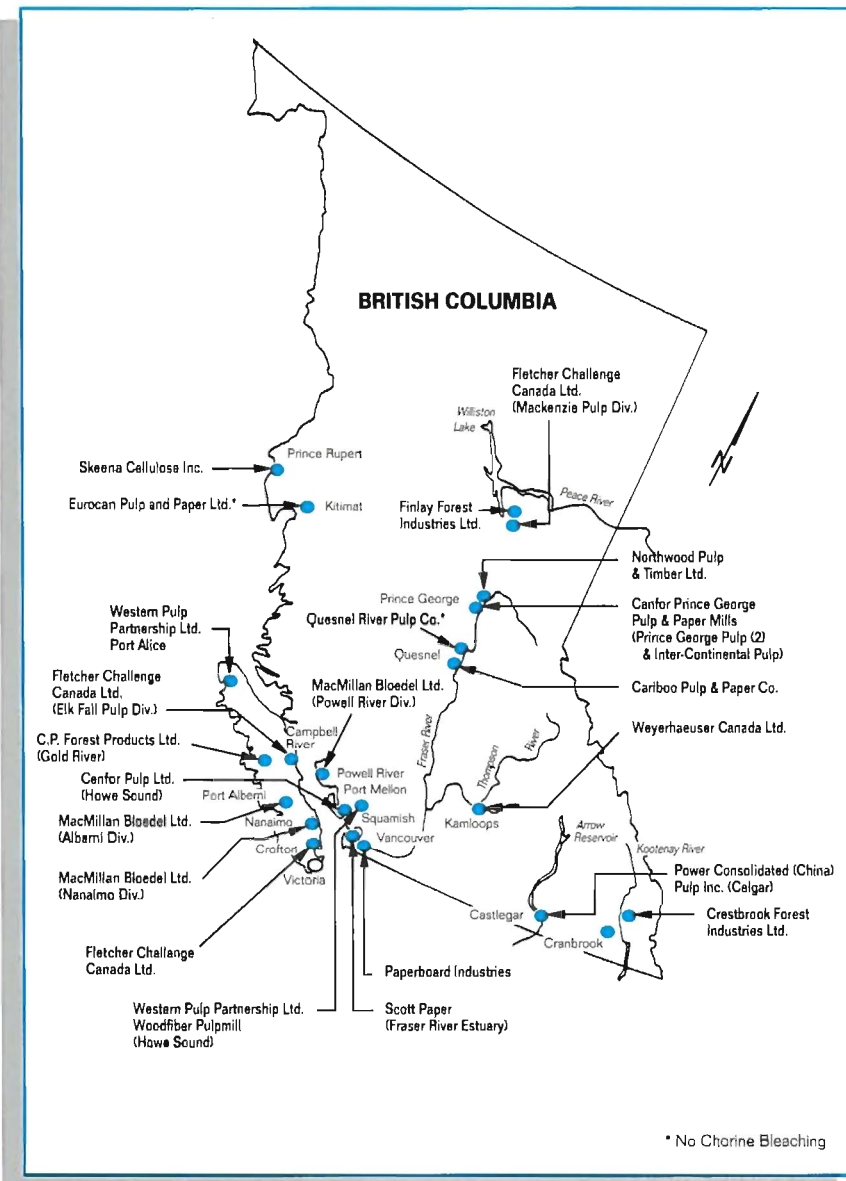 BRITISH COLUMBIA
Fletcher Challenge
Canada Ltd.
(Mackenzie Pulp Div.)
Williston
Lake
Peace River
Prince Rupert
Skeena Cellulose Inc.
Eurocan Pulp and Paper Ltd.*
Kitimat
Finlay Forest
Industries Ltd.
Northwood Pulp
& Timber Ltd.
Prince George
Canfor Prince George
Pulp & Paper Mills
(Prince George Pulp (2)
& Inter-Continental Pulp)
Western Pulp
Partnership Ltd.
Port Alice
Quesnel River Pulp Co.*
Quesnel
Cariboo Pulp & Paper Co.
Fletcher Challenge
Canada Ltd.
(Elk Fall Pulp Div.)
MacMillan Bloedel Ltd.
(Powell River Div.)
Weyerhaeuser Canada Ltd.
Campbell
River
Fraser River
Thompson
River
C.P. Forest Products Ltd.
(Gold River)
Powell River
Cenfor Pulp Ltd.
(Howe Sound)
Port Mellon
Port Alberni
Squamish
Kamloops
MacMillan Bloedel Ltd.
(Alberni Div.)
Nanaimo
Vancouver
Arrow
Reservoir
Kootenay River
Crofton
MacMillan Bloedel Ltd.
(Nanalmo Div.)
Victoria
Power Consolidated (China)
Pulp Inc. (Celgar)
Castlegar
Crestbrook Forest
Industries Ltd.
Cranbrook
Fletcher Challange
Canada Ltd.
Paperboard Industries
Western Pulp Partnership Ltd.
Woodfiber Pulpmill
(Howe Sound)
Scott Paper
(Fraser River Estuary)
N
* No Chorine Bleaching